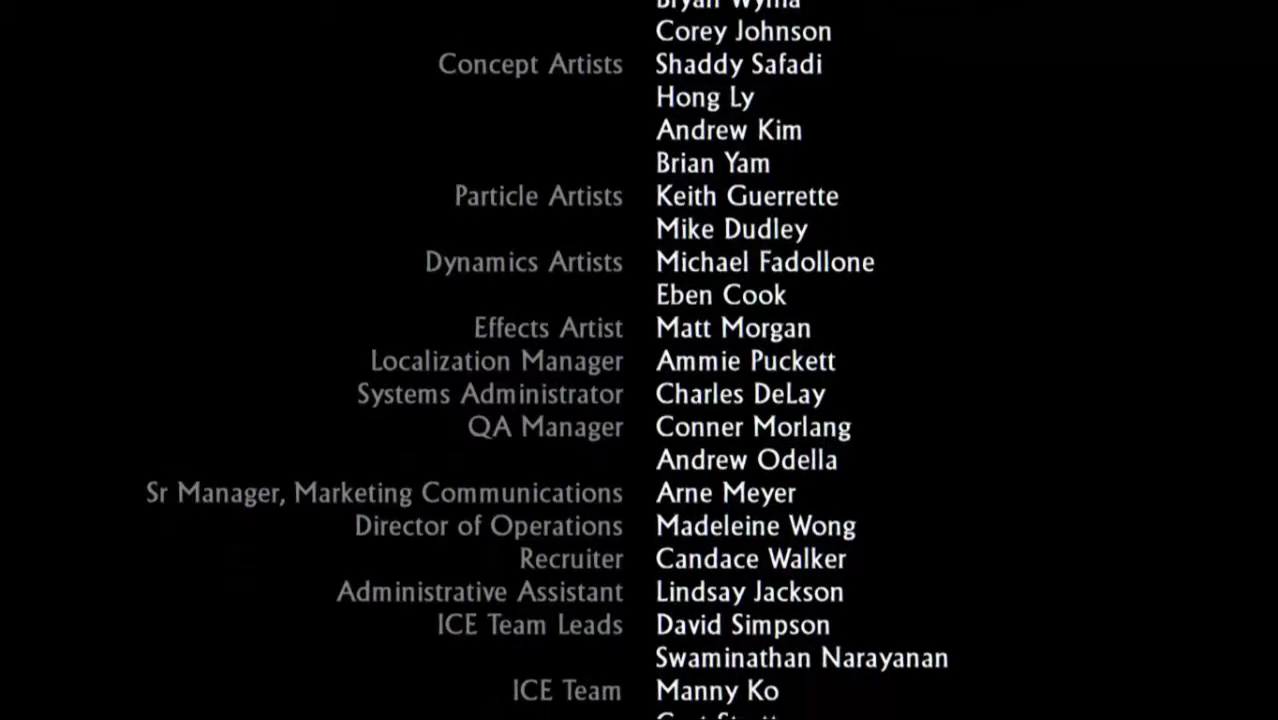 Bryan Wynia
Corey Johnson
Concept Artists Shaddy Safadi
Hong Ly
Andrew Kim
Brian Yam
Particle Artists Keith Guerrette
Mike Dudley
Dynamics Artists Michael Fadollone
Eben Cook
Effects Artist Matt Morgan
Localization Manager Ammie Puckett
Systems Administrator Charles DeLay
QA Manager Conner Morlang
Andrew Odella
Sr Manager, Marketing Communications Arne Meyer
Director of Operations Madeleine Wong
Recruiter Candace Walker
Administrative Assistant Lindsay Jackson
ICE Team Leads David Simpson
Swaminathan Narayanan
ICE Team Manny Ko